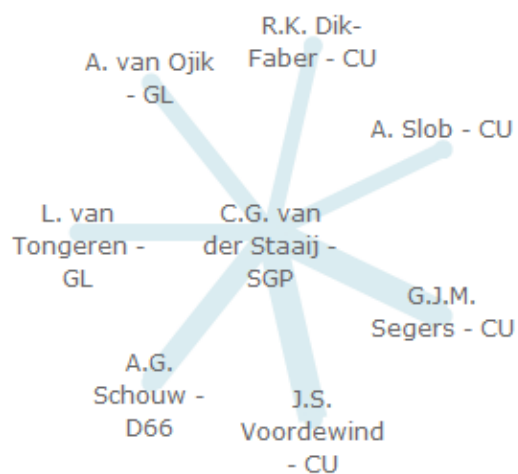 R.K. Dik-
Faber - CU
A. van Ojik
- GL
A. Slob - CU
L. van
Tongeren -
GL
C.G. van
der Staaij -
SGP
G.J.M.
Segers - CU
A.G.
Schouw -
D66
J.S.
Voordewind
- CU